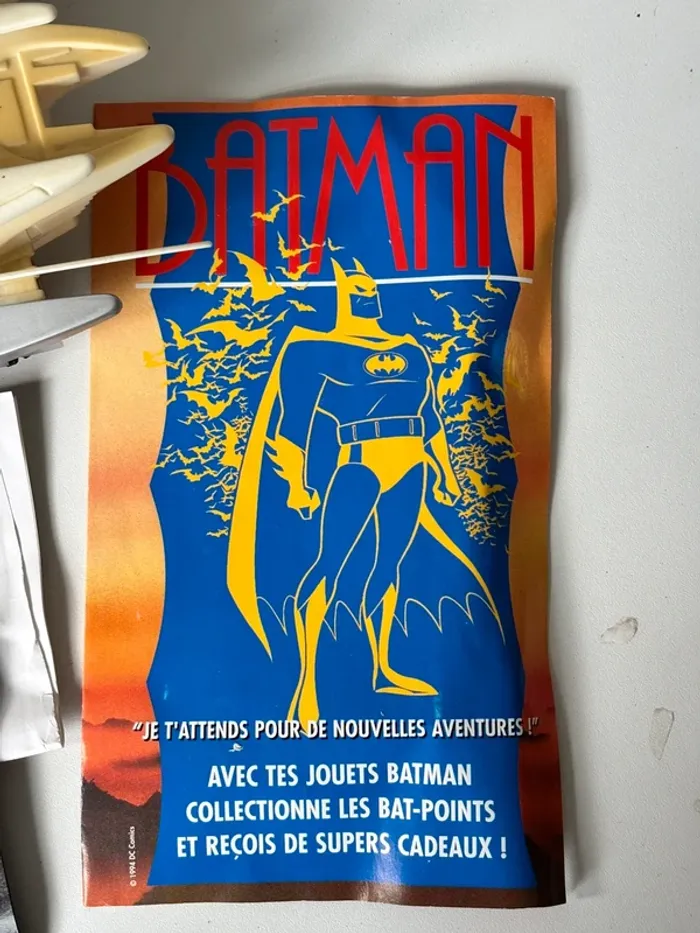 BATMAN
"JE T'ATTENDS POUR DE NOUVELLES AVENTURES !"
AVEC TES JOUETS BATMAN
COLLECTIONNE LES BAT-POINTS
ET REÇOIS DE SUPERS CADEAUX !
© 1994 DC Comics